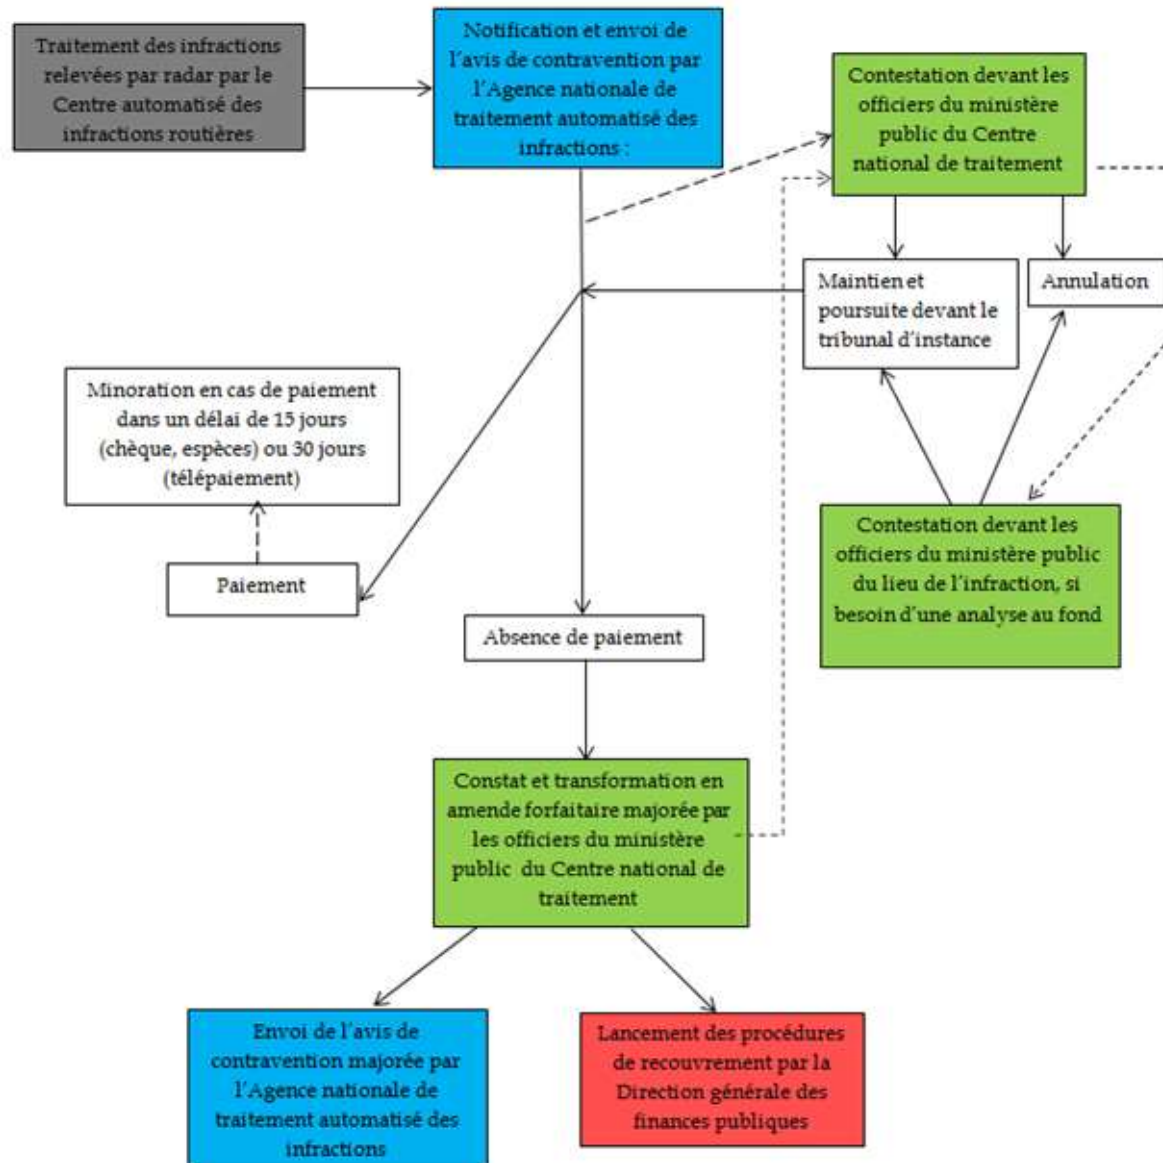 Traitement des infractions
relevées par radar par le
Centre automatisé des
infractions routières
Notification et envoi de
l'avis de contravention par
l'Agence nationale de
traitement automatisé des
infractions :
Contestation devant les
officiers du ministère
public du Centre
national de traitement
Maintien et
poursuite devant le
tribunal d'instance
Annulation
Minoration en cas de paiement
dans un délai de 15 jours
(chèque, espèces) ou 30 jours
(télépaiement)
Paiement
Absence de paiement
Contestation devant les
officiers du ministère public
du lieu de l'infraction, si
besoin d'une analyse au fond
Constat et transformation en
amende forfaitaire majorée par
les officiers du ministère
public du Centre national de
traitement
Envoi de l'avis de
contravention majorée par
l'Agence nationale de
traitement automatisé des
infractions
Lancement des procédures
de recouvrement par la
Direction générale des
finances publiques